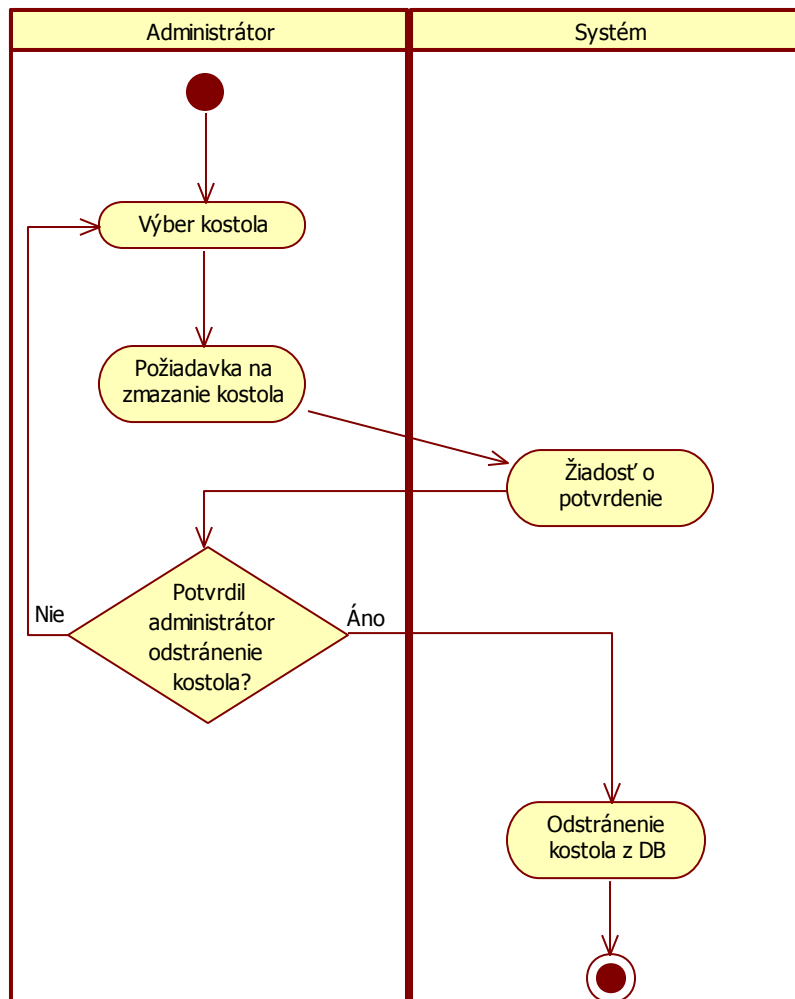 Administrátor
Systém
Výber kostola
Požiadavka na
zmazanie kostola
Žiadosť o
potvrdenie
Nie
Potvrdil
administrátor
odstránenie
kostola?
Áno
Odstránenie
kostola z DB